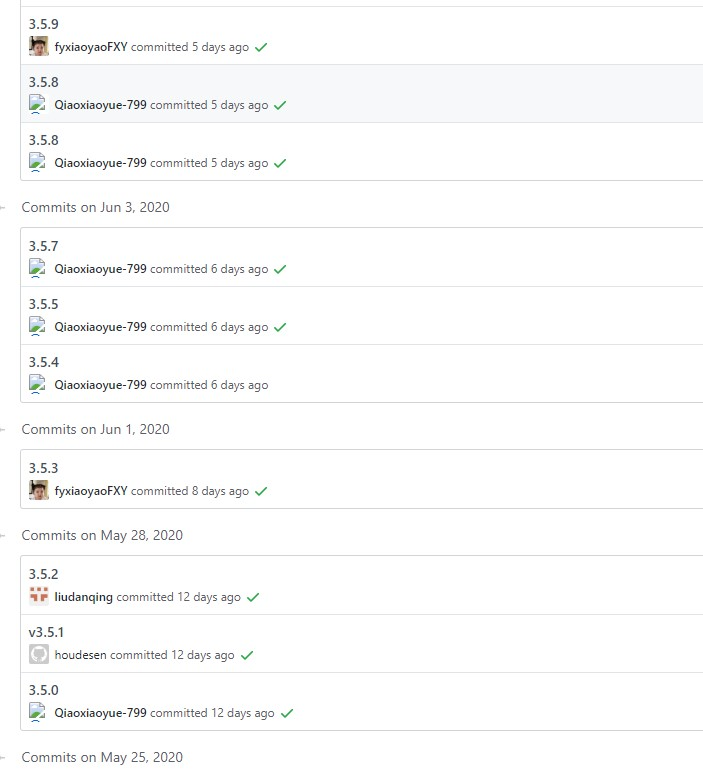 3.5.9
fyxiaoyaoFXY committed 5 days ago
3.5.8
Qiaoxiaoyue-799 committed 5 days ago
3.5.8
Qiaoxiaoyue-799 committed 5 days ago
Commits on Jun 3, 2020
3.5.7
Qiaoxiaoyue-799 committed 6 days ago
3.5.5
Qiaoxiaoyue-799 committed 6 days ago
3.5.4
Qiaoxiaoyue-799 committed 6 days ago
Commits on Jun 1, 2020
3.5.3
fyxiaoyaoFXY committed 8 days ago
Commits on May 28, 2020
3.5.2
liudanqing committed 12 days ago
v3.5.1
houdesen committed 12 days ago
3.5.0
Qiaoxiaoyue-799 committed 12 days ago
Commits on May 25, 2020